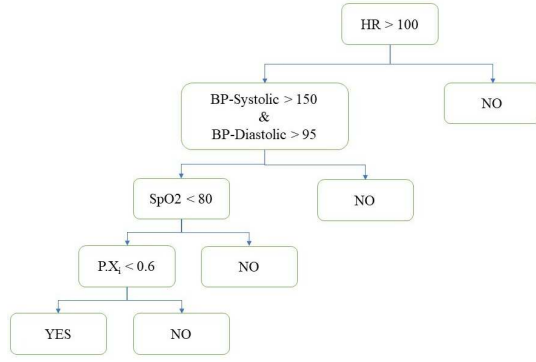 HR > 100
BP-Systolic > 150
&
BP-Diastolic > 95
NO
SpO2 < 80
NO
P.Xi < 0.6
NO
YES
NO